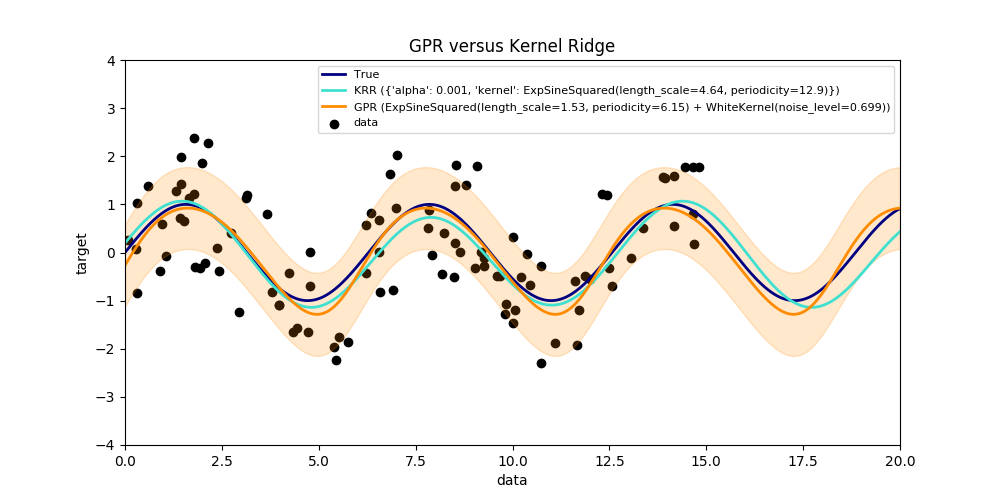 GPR versus Kernel Ridge
True
KRR ({'alpha': 0.001, 'kernel': ExpSineSquared(length_scale=4.64, periodicity=12.9)})
GPR (ExpSineSquared(length_scale=1.53, periodicity=6.15) + WhiteKernel(noise_level=0.699))
data
target
4
3
2
1
0
−1
−2
−3
−4
0.0 2.5 5.0 7.5 10.0 12.5 15.0 17.5 20.0
data